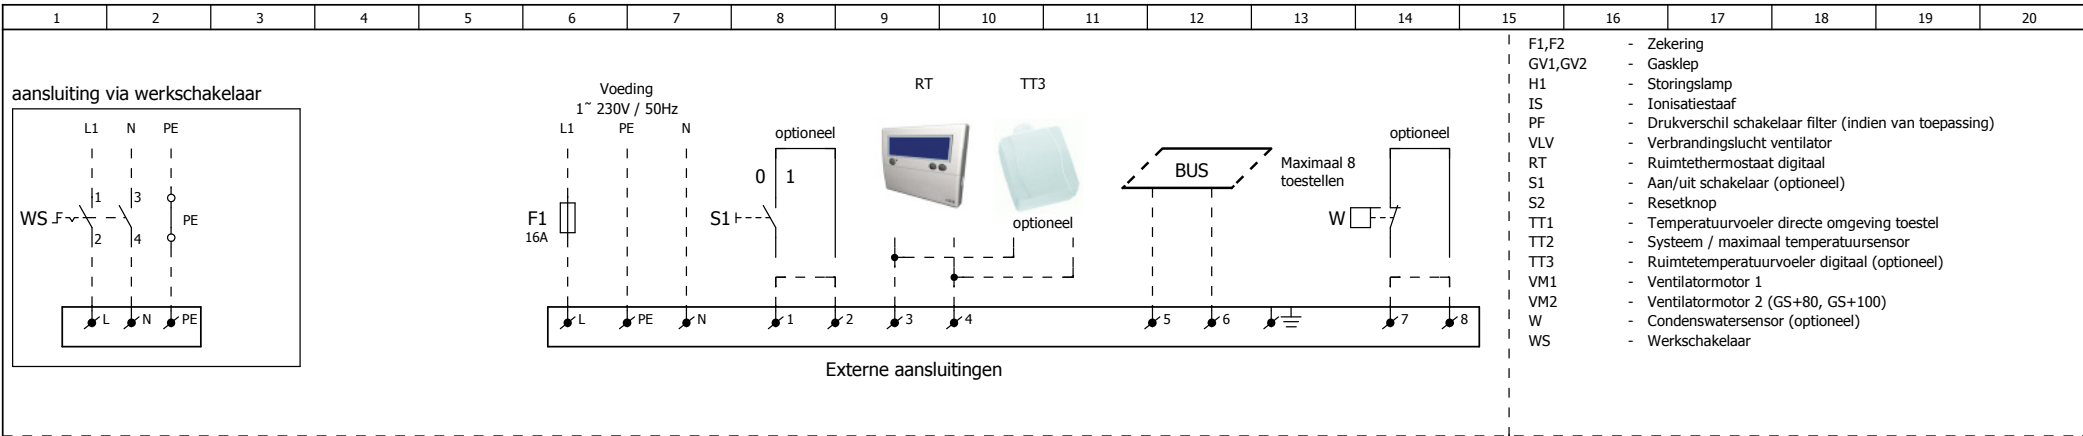 1 2 3 4 5 6 7 8 9 10 11 12 13 14 15 16 17 18 19 20
aansluiting via werkschakelaar
L1 N PE
1 3
WS PE
2 4
L N PE
Voeding
1~ 230V / 50Hz
L1 PE N
F1
16A
optioneel
0 1
S1
RT TT3
optioneel
BUS
Maximaal 8
toestellen
optioneel
W
L PE N 1 2 3 4 5 6 7 8
Externe aansluitingen
F1,F2 - Zekering
GV1,GV2 - Gasklep
H1 - Storingslamp
IS - Ionisatiestaaf
PF - Drukverschil schakelaar filter (indien van toepassing)
VLV - Verbrandingslucht ventilator
RT - Ruimtethermostaat digitaal
S1 - Aan/uit schakelaar (optioneel)
S2 - Resetknop
TT1 - Temperatuurvoeler directe omgeving toestel
TT2 - Systeem / maximaal temperatuursensor
TT3 - Ruimtetemperatuurvoeler digitaal (optioneel)
VM1 - Ventilatormotor 1
VM2 - Ventilatormotor 2 (GS+80, GS+100)
W - Condenswatersensor (optioneel)
WS - Werkschakelaar